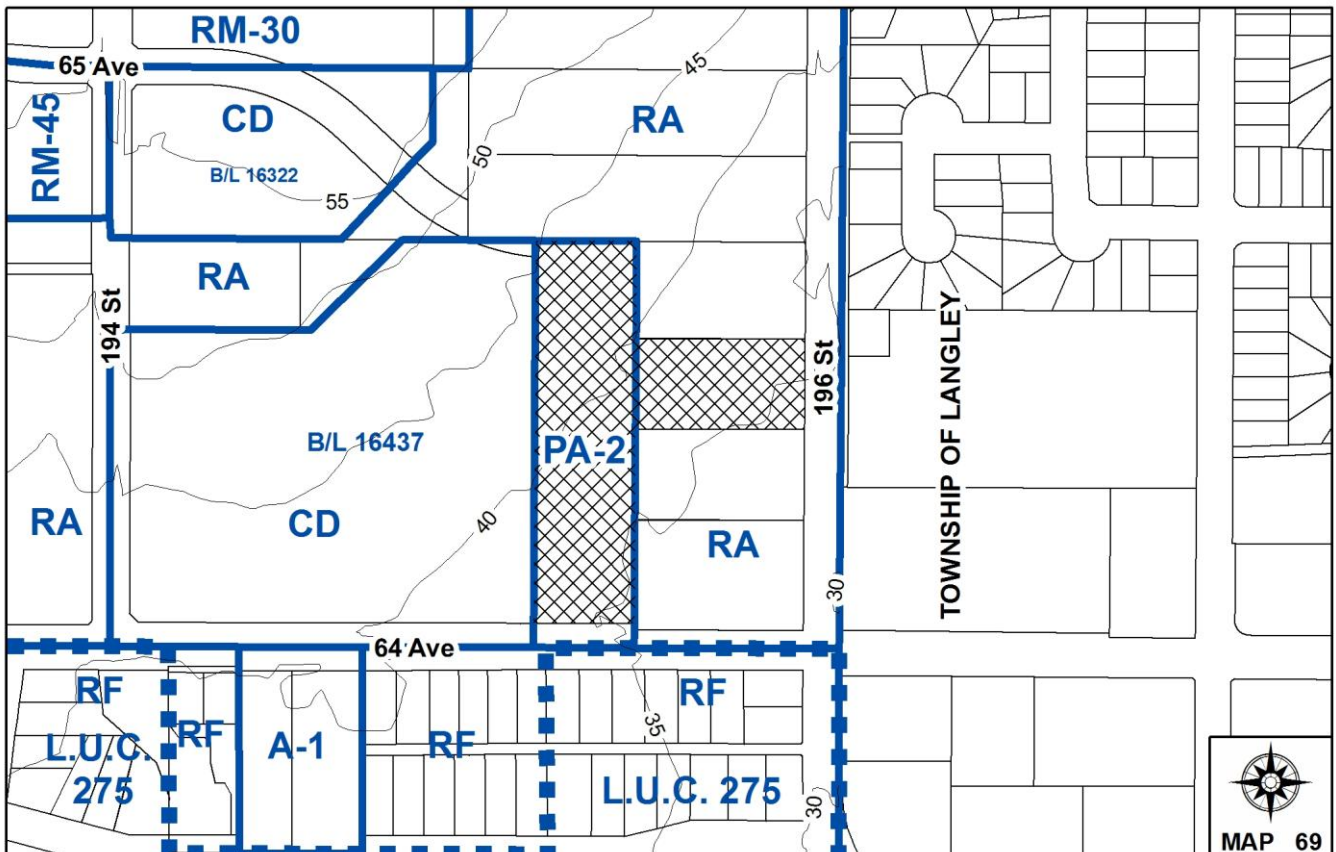 RM-30
65 Ave
45
CD
RA
RM-45
B/L 16322
50
55
RA
194 St
196 St
TOWNSHIP OF LANGLEY
B/L 16437
PA-2
RA
CD
40
RA
30
64 Ave
RF
RF
RF
RF
35
L.U.C.
275
A-1
L.U.C. 275
30
MAP 69